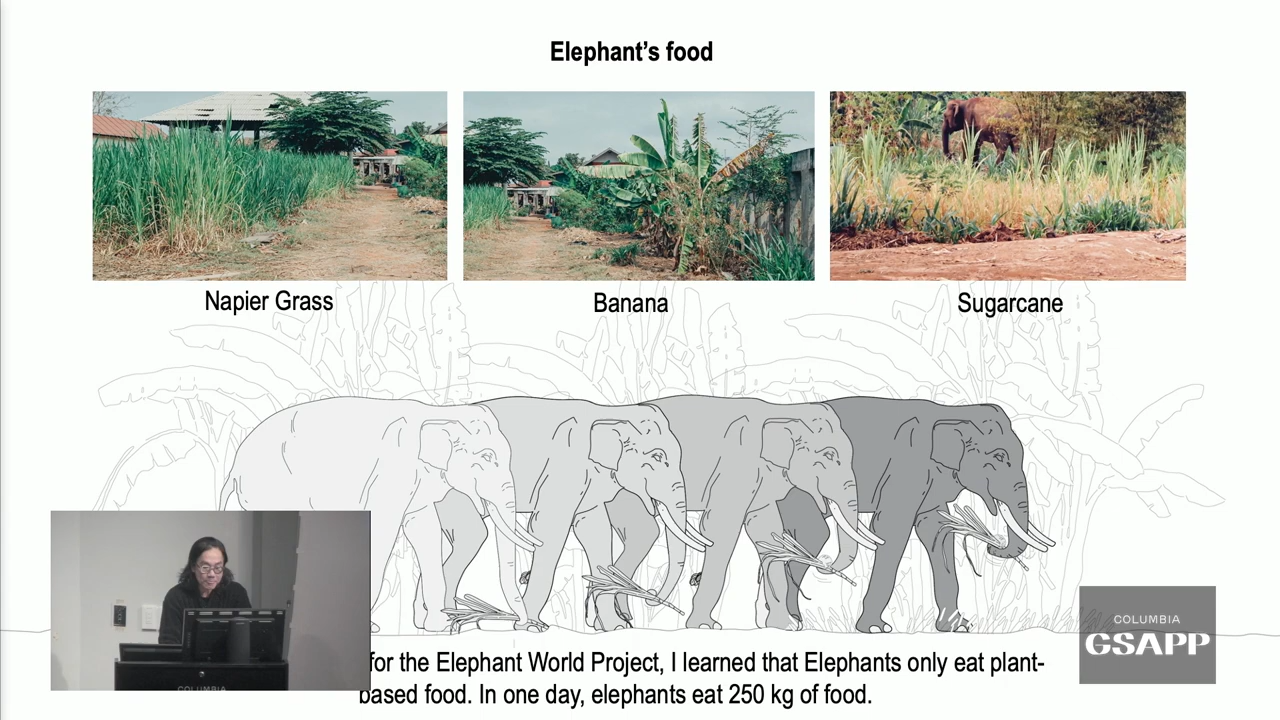 Elephant’s food
Napier Grass
Banana
Sugarcane
for the Elephant World Project, I learned that Elephants only eat plant-
based food. In one day, elephants eat 250 kg of food.
COLUMBIA
COLUMBIA
GSAPP